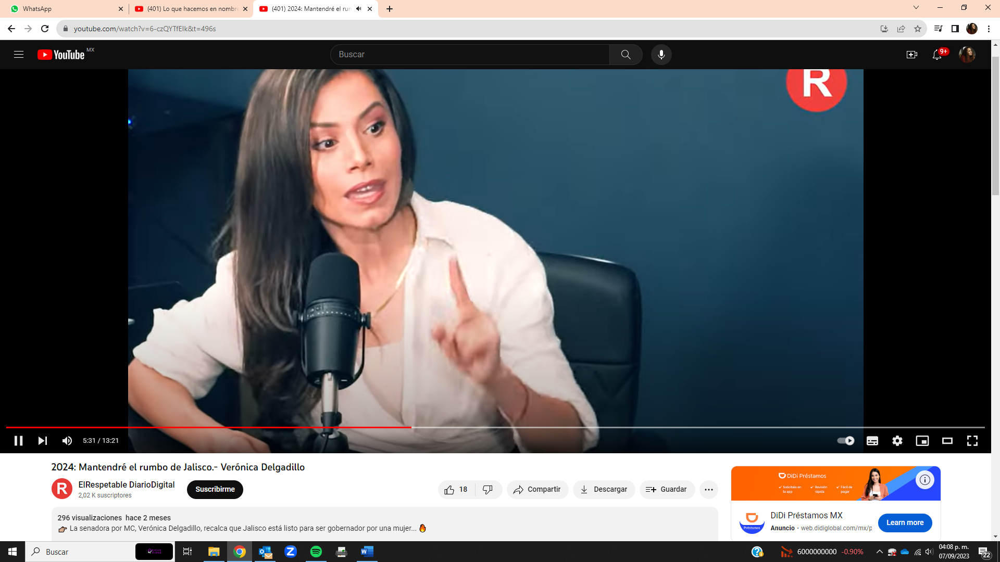 WhatsApp
(401) Lo que hacemos en nombre
(401) 2024: Mantendré el run
youtube.com/watch?v=6-czQYTfElk&t=496s
YouTube MX
Buscar
9+
R
5:31 / 13:21
2024: Mantendré el rumbo de Jalisco.- Verónica Delgadillo
R
ElRespetable DiarioDigital
2,02 K suscriptores
Suscribirme
18
Compartir
Descargar
Guardar
296 visualizaciones hace 2 meses
La senadora por MC, Verónica Delgadillo, recalca que Jalisco está listo para ser gobernador por una mujer...
DiDi Préstamos
Solicítalo en la app
Revisión rápida
Fácil de pagar
Préstamos
DiDi Préstamos MX
Anuncio · web.didiglobal.com/mx/p
Learn more
Buscar
6000000000 -0.90%
04:08 p. m.
07/09/2023
22